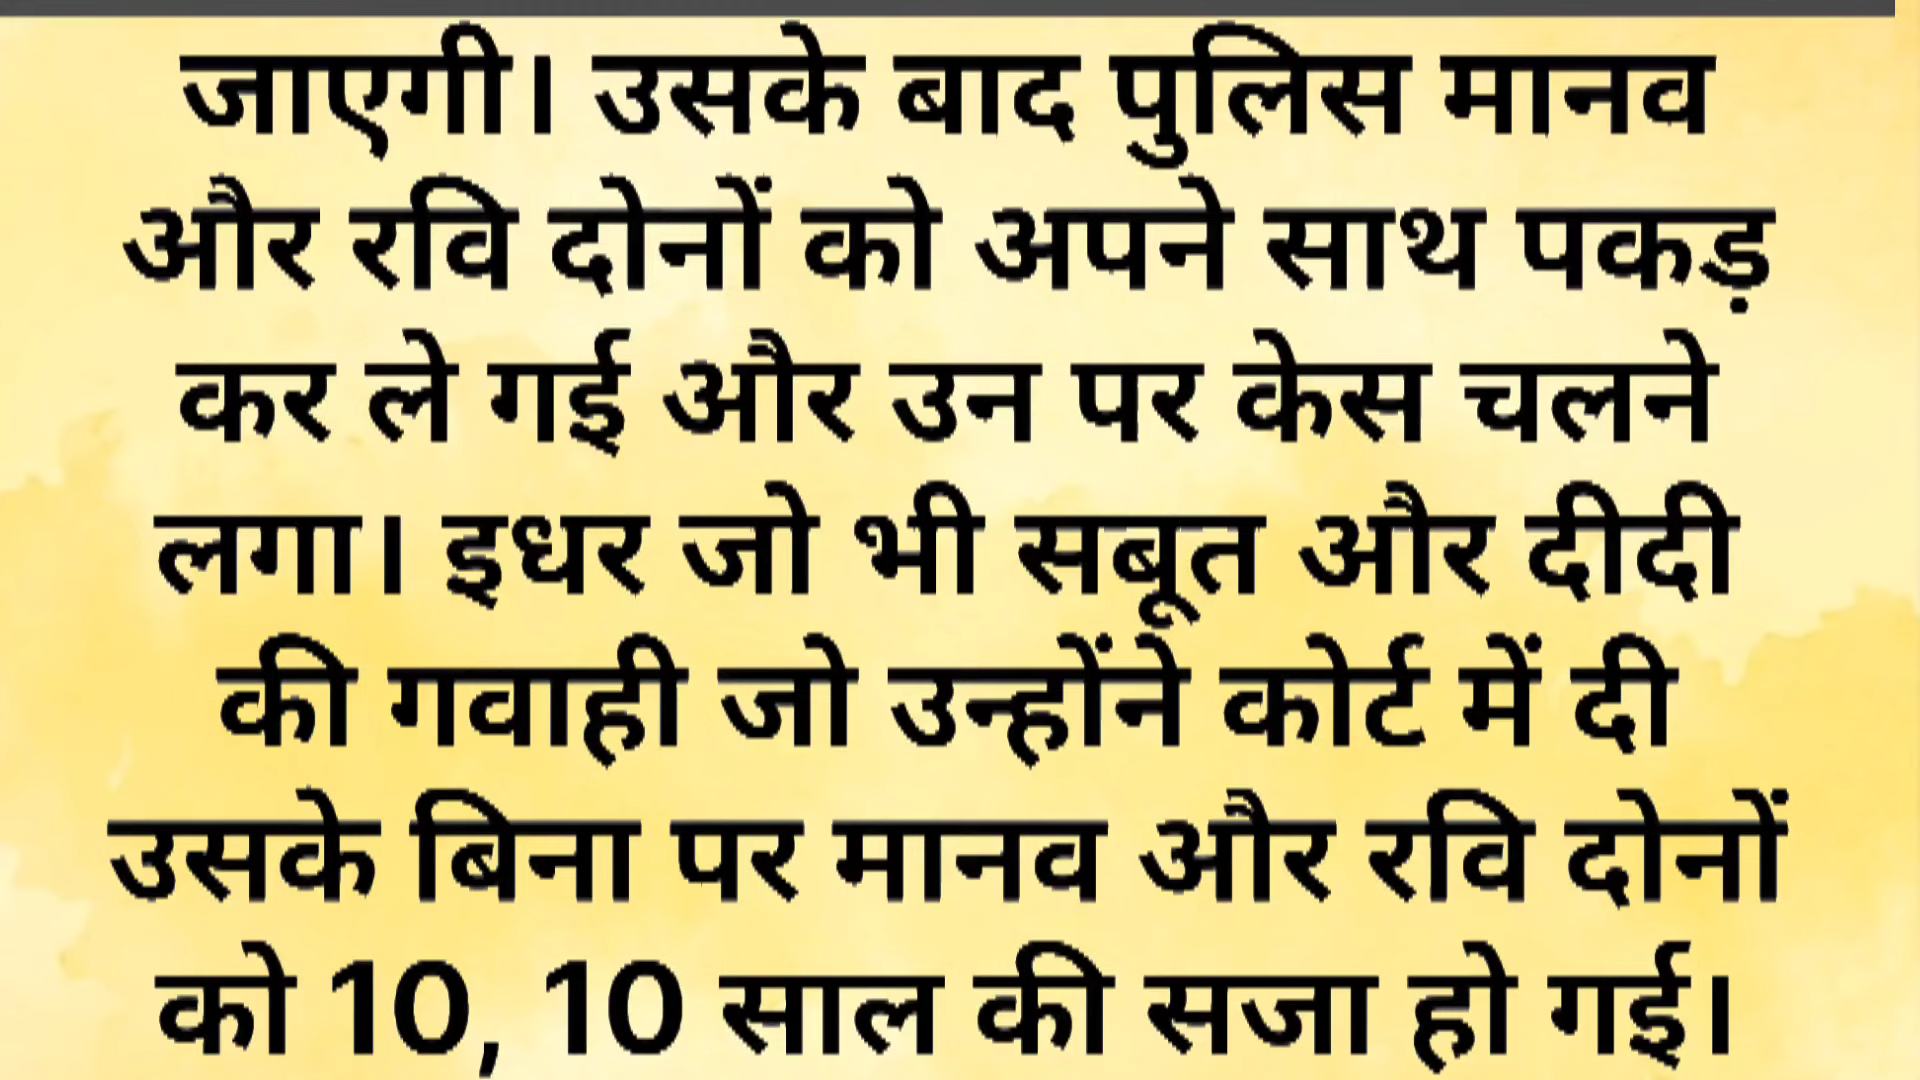 जाएगी। उसके बाद पुलिस मानव
और रवि दोनों को अपने साथ पकड़
कर ले गई और उन पर केस चलने
लगा। इधर जो भी सबूत और दीदी
की गवाही जो उन्होंने कोर्ट में दी
उसके बिना पर मानव और रवि दोनों
को 10, 10 साल की सजा हो गई।